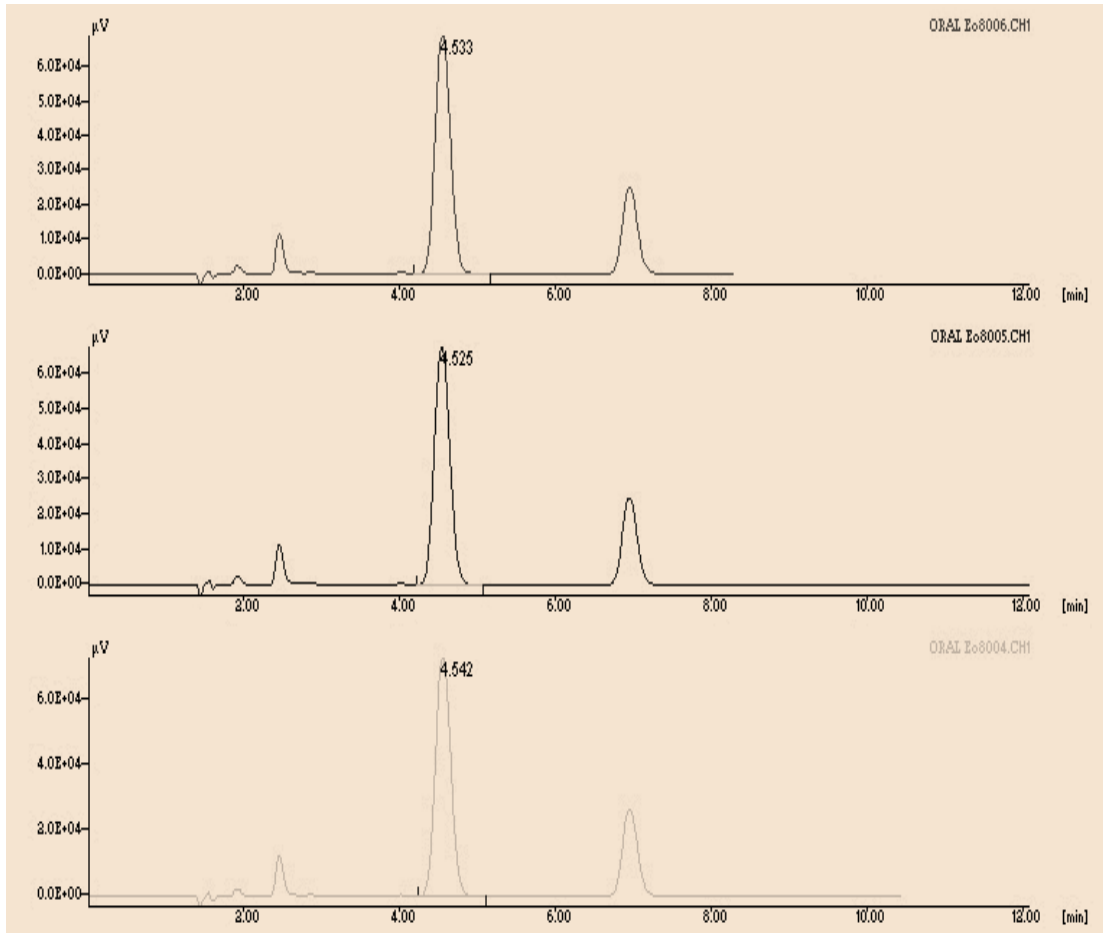 µV
ORAL Eo8006.CH1
4.533
6.0E+04
5.0E+04
4.0E+04
3.0E+04
2.0E+04
1.0E+04
0.0E+00
2.00 4.00 6.00 8.00 10.00 12.00 [min]
µV
ORAL Eo8005.CH1
4.525
6.0E+04
5.0E+04
4.0E+04
3.0E+04
2.0E+04
1.0E+04
0.0E+00
2.00 4.00 6.00 8.00 10.00 12.00 [min]
µV
ORAL Eo8004.CH1
4.542
6.0E+04
4.0E+04
2.0E+04
0.0E+00
2.00 4.00 6.00 8.00 10.00 12.00 [min]